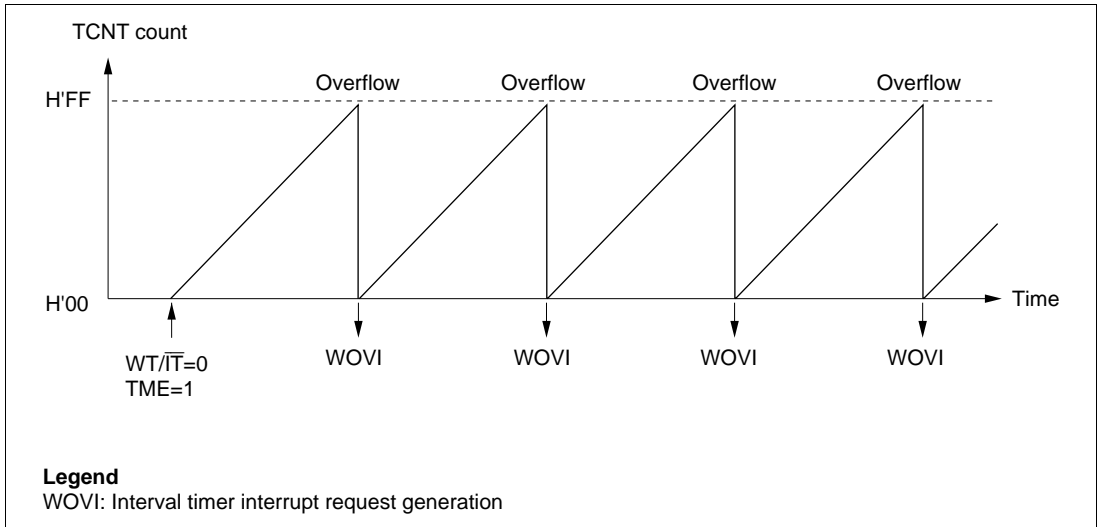 TCNT count
Overflow Overflow Overflow Overflow
H'FF
H'00
Time
WT/I̅T̅=0
TME=1
WOVI WOVI WOVI WOVI
Legend
WOVI: Interval timer interrupt request generation